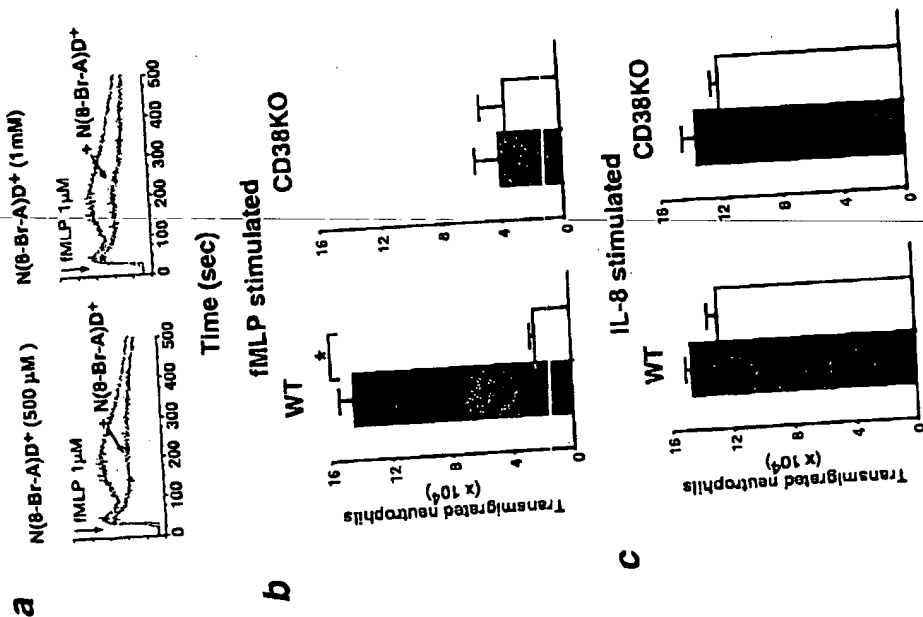 a
N(8-Br-A)D⁺ (500 µM)
N(8-Br-A)D⁺ (1mM)
fMLP 1µM
+ N(8-Br-A)D⁺
0 100 200 300 400 500
fMLP 1µM
+ N(8-Br-A)D⁺
0 100 200 300 400 500
Time (sec)
b
fMLP stimulated
WT
CD38KO
Transmigrated neutrophils
(x 10⁴)
16
12
8
4
0
*
16
12
8
4
0
c
IL-8 stimulated
WT
CD38KO
Transmigrated neutrophils
(x 10⁴)
16
12
8
4
0
16
12
8
4
0